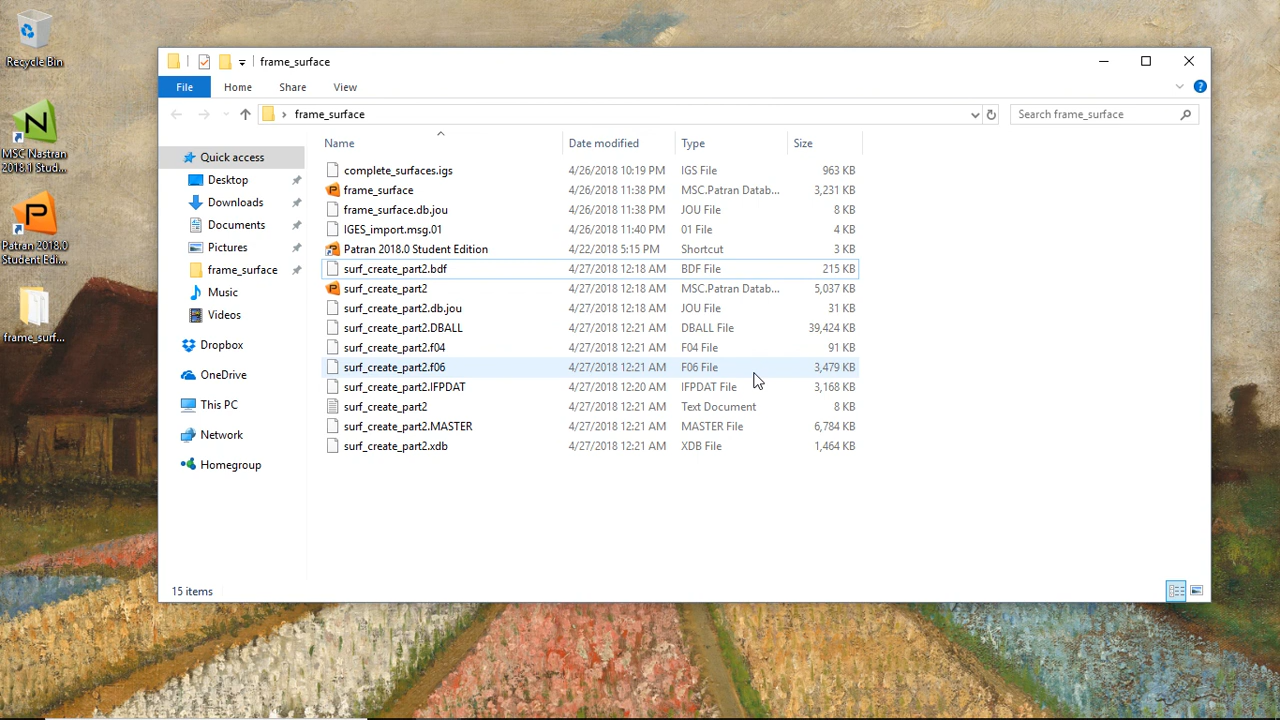 Recycle Bin
MSC Nastran
2018.1 Stud...
Patran 2018.0
Student Edi...
frame_surf...
frame_surface
File Home Share View
frame_surface
Search frame_surface
Name Date modified Type Size
Quick access
Desktop
Downloads
Documents
Pictures
frame_surface
Music
Videos
Dropbox
OneDrive
This PC
Network
Homegroup
complete_surfaces.igs 4/26/2018 10:19 PM IGS File 963 KB
frame_surface 4/26/2018 11:38 PM MSC.Patran Datab... 3,231 KB
frame_surface.db.jou 4/26/2018 11:38 PM JOU File 8 KB
IGES_import.msg.01 4/26/2018 11:40 PM 01 File 4 KB
Patran 2018.0 Student Edition 4/22/2018 5:15 PM Shortcut 3 KB
surf_create_part2.bdf 4/27/2018 12:18 AM BDF File 215 KB
surf_create_part2 4/27/2018 12:18 AM MSC.Patran Datab... 5,037 KB
surf_create_part2.db.jou 4/27/2018 12:18 AM JOU File 31 KB
surf_create_part2.DBALL 4/27/2018 12:21 AM DBALL File 39,424 KB
surf_create_part2.f04 4/27/2018 12:21 AM F04 File 91 KB
surf_create_part2.f06 4/27/2018 12:21 AM F06 File 3,479 KB
surf_create_part2.IFPDAT 4/27/2018 12:20 AM IFPDAT File 3,168 KB
surf_create_part2 4/27/2018 12:21 AM Text Document 8 KB
surf_create_part2.MASTER 4/27/2018 12:21 AM MASTER File 6,784 KB
surf_create_part2.xdb 4/27/2018 12:21 AM XDB File 1,464 KB
15 items